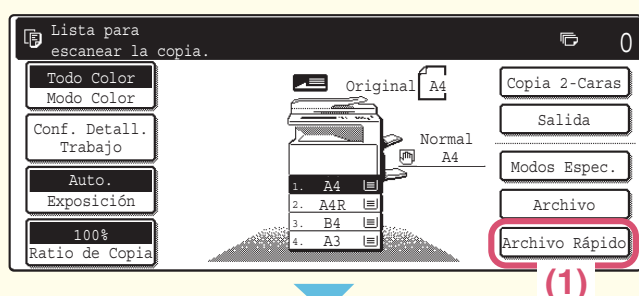 Lista para
escanear la copia.
0
Todo Color
Modo Color
Conf. Detall.
Trabajo
Auto.
Exposición
100%
Ratio de Copia
Original A4
Normal
A4
1. A4
2. A4R
3. B4
4. A3
Copia 2-Caras
Salida
Modos Espec.
Archivo
Archivo Rápido
(1)